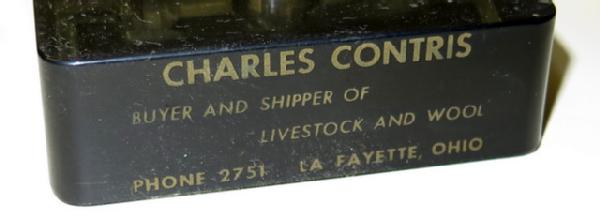 CHARLES CONTRIS
BUYER AND SHIPPER OF
LIVESTOCK AND WOOL
PHONE 2751 LA FAYETTE, OHIO